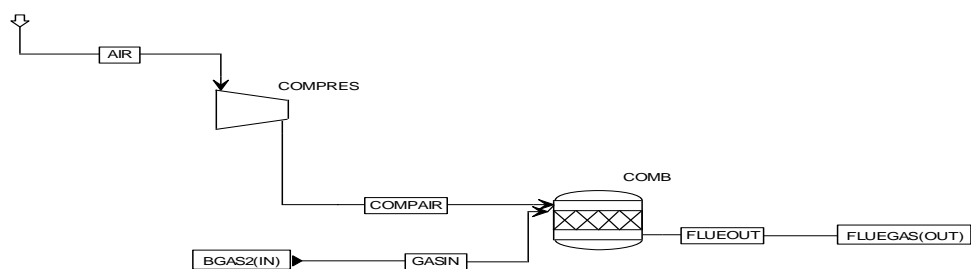 AIR
COMPRES
COMB
COMPAIR
FLUEOUT
FLUEGAS(OUT)
BGAS2(IN)
GASIN